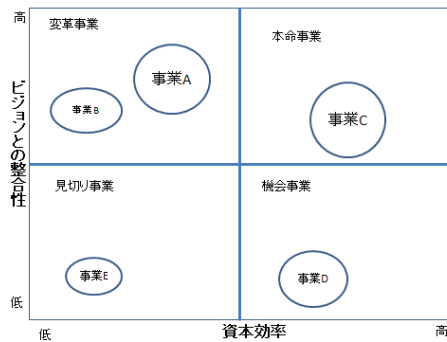 高
変革事業
本命事業
事業A
事業B
事業C
ビジョンとの整合性
見切り事業
機会事業
事業E
事業D
低
低
資本効率
高